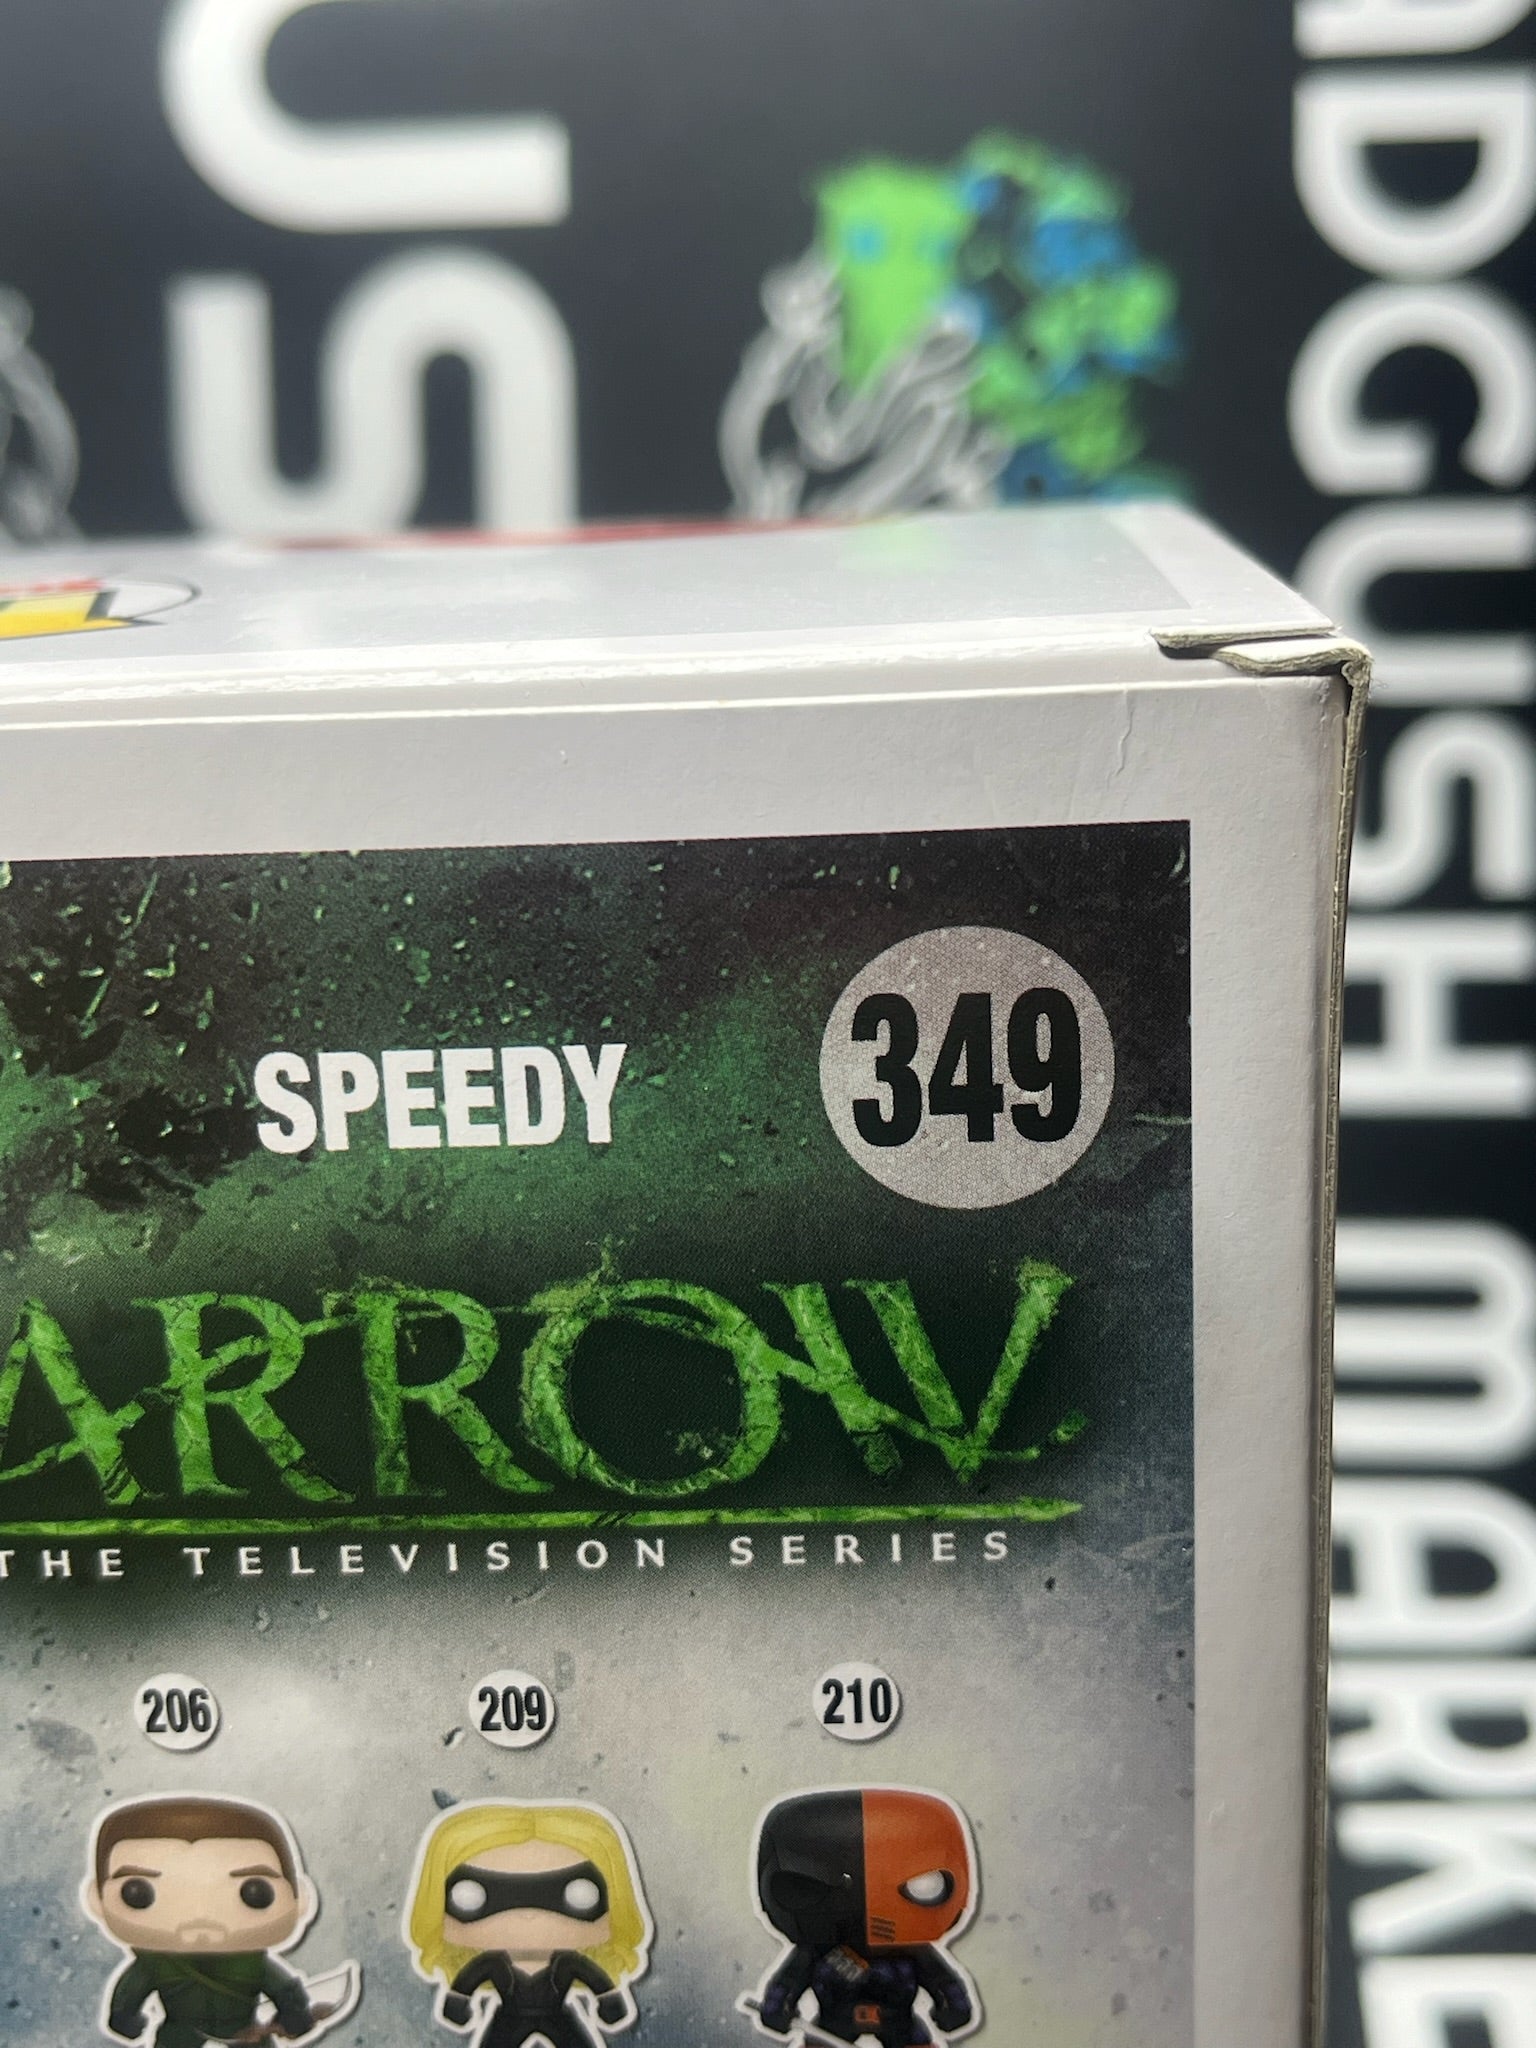 SPEEDY
349
ARROW
THE TELEVISION SERIES
206
209
210